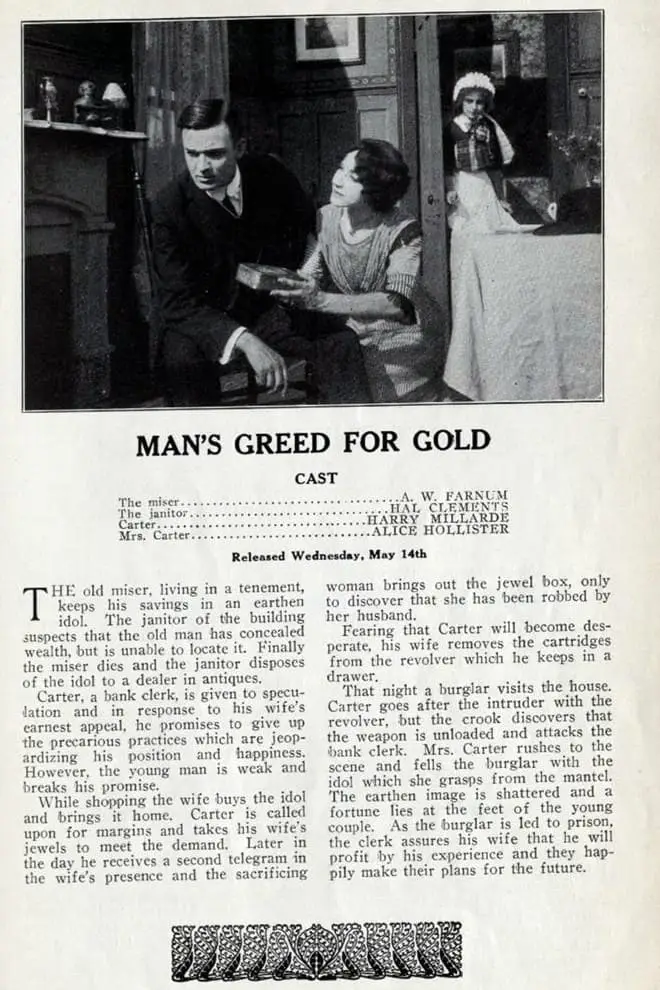 MAN'S GREED FOR GOLD
CAST
The miser..................................A. W. FARNUM
The janitor...............................HAL CLEMENTS
Carter.................................HARRY MILLARDE
Mrs. Carter............................ALICE HOLLISTER
Released Wednesday, May 14th
THE old miser, living in a tenement,
keeps his savings in an earthen
idol. The janitor of the building
suspects that the old man has concealed
wealth, but is unable to locate it. Finally
the miser dies and the janitor disposes
of the idol to a dealer in antiques.
Carter, a bank clerk, is given to specu-
lation and in response to his wife's
earnest appeal, he promises to give up
the precarious practices which are jeop-
ardizing his position and happiness.
However, the young man is weak and
breaks his promise.
While shopping the wife buys the idol
and brings it home. Carter is called
upon for margins and takes his wife's
jewels to meet the demand. Later in
the day he receives a second telegram in
the wife's presence and the sacrificing
woman brings out the jewel box, only
to discover that she has been robbed by
her husband.
Fearing that Carter will become des-
perate, his wife removes the cartridges
from the revolver which he keeps in a
drawer.
That night a burglar visits the house.
Carter goes after the intruder with the
revolver, but the crook discovers that
the weapon is unloaded and attacks the
bank clerk. Mrs. Carter rushes to the
scene and fells the burglar with the
idol which she grasps from the mantel.
The earthen image is shattered and a
fortune lies at the feet of the young
couple. As the burglar is led to prison,
the clerk assures his wife that he will
profit by his experience and they hap-
pily make their plans for the future.